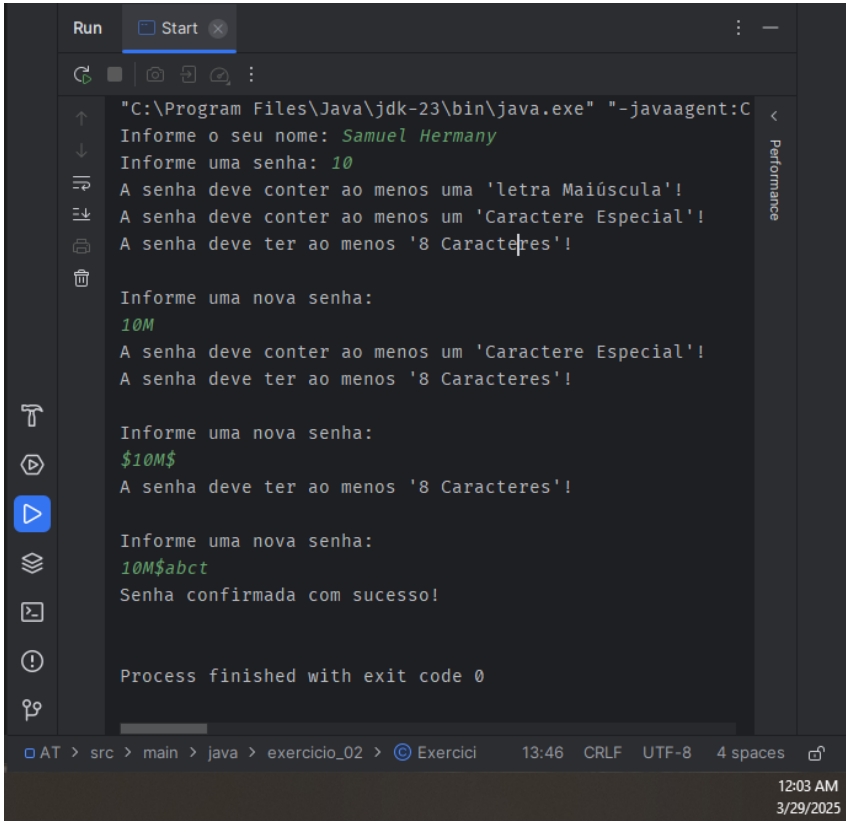 Run Start
"C:\Program Files\Java\jdk-23\bin\java.exe" "-javaagent:C
Informe o seu nome: Samuel Hermany
Informe uma senha: 10
A senha deve conter ao menos uma 'letra Maiúscula'!
A senha deve conter ao menos um 'Caractere Especial'!
A senha deve ter ao menos '8 Caracteres'!
Informe uma nova senha:
10M
A senha deve conter ao menos um 'Caractere Especial'!
A senha deve ter ao menos '8 Caracteres'!
Informe uma nova senha:
$10M$
A senha deve ter ao menos '8 Caracteres'!
Informe uma nova senha:
10M$abct
Senha confirmada com sucesso!
Process finished with exit code 0
Performance
AT > src > main > java > exercicio_02 > Exercici 13:46 CRLF UTF-8 4 spaces
12:03 AM
3/29/2025